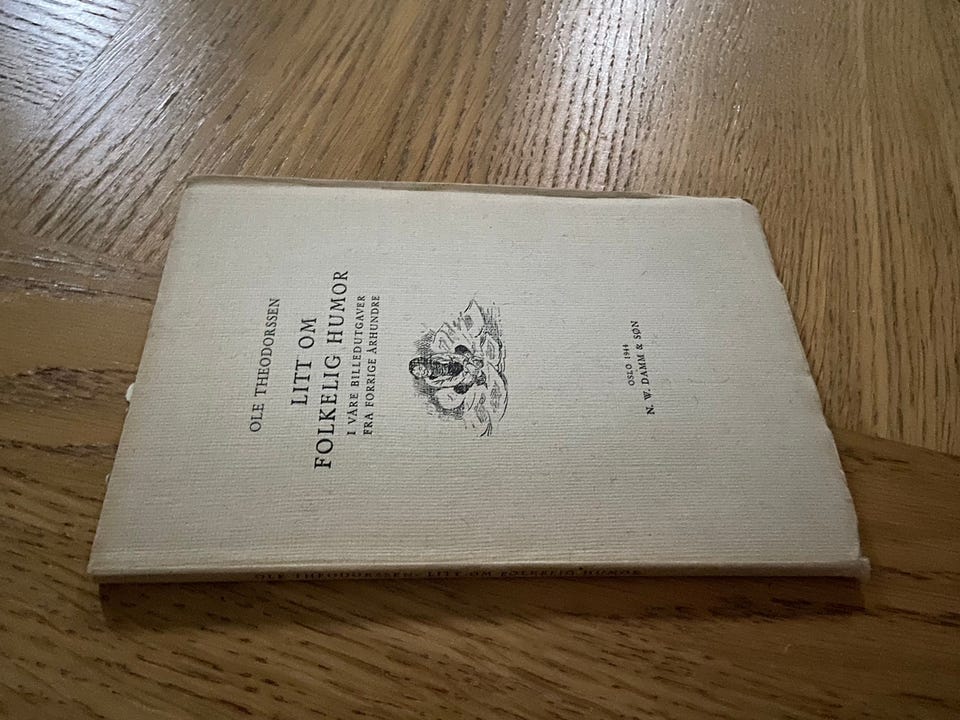 OLE THEODORSSEN
LITT OM
FOLKELIG HUMOR
I VÅRE BILLEDUTGAVER
FRA FORRIGE ÅRHUNDRE
OSLO 1944
N. W. DAMM & SØN
OLE THEODORSSEN: LITT OM FOLKELIG HUMOR